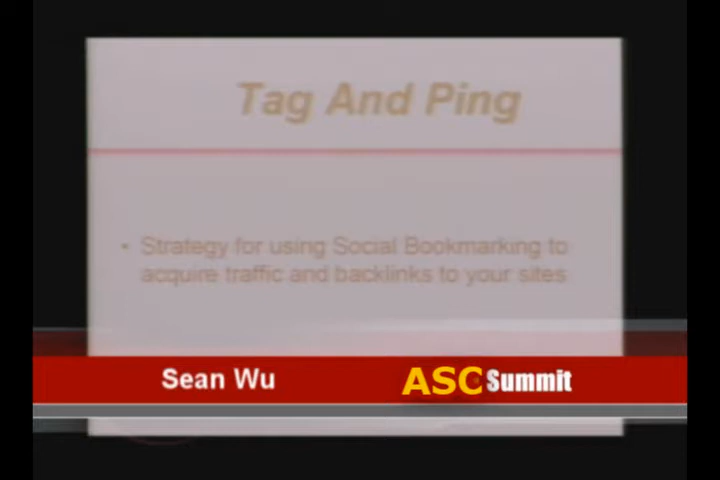 Tag And Ping
• Strategy for using Social Bookmarking to
acquire traffic and backlinks to your sites
Sean Wu
ASC Summit